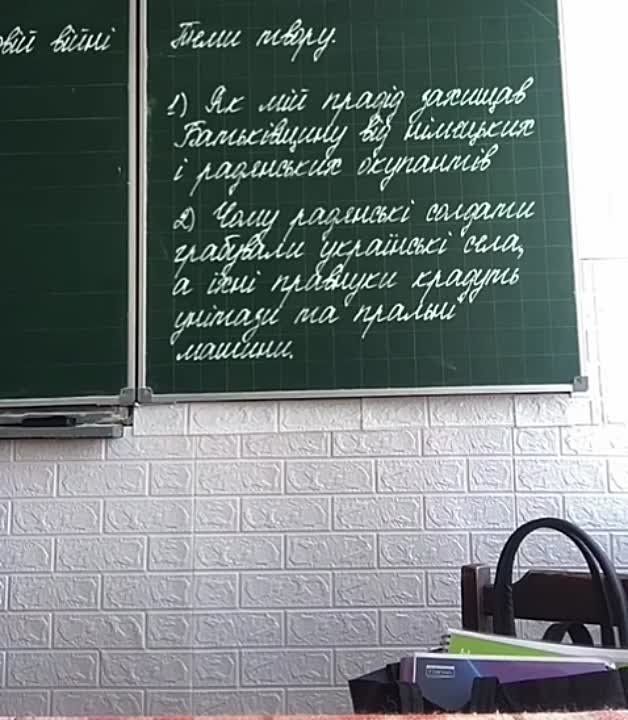 овій війні
Теми твору.
1) Як мій прадід захищав
Батьківщину від німецьких
і радянських окупантів
2) Чому радянські солдати
грабували українські села,
а їхні правнуки крадуть
унітази та пральні
машини.